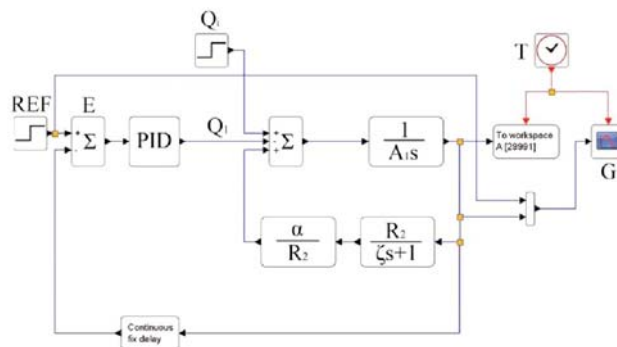 Qᵢ
T
REF
E
Σ
PID
Q₁
Σ
1
A₁s
To workspace
A [29991]
G
α
R₂
R₂
ζs+1
Continuous
fix delay